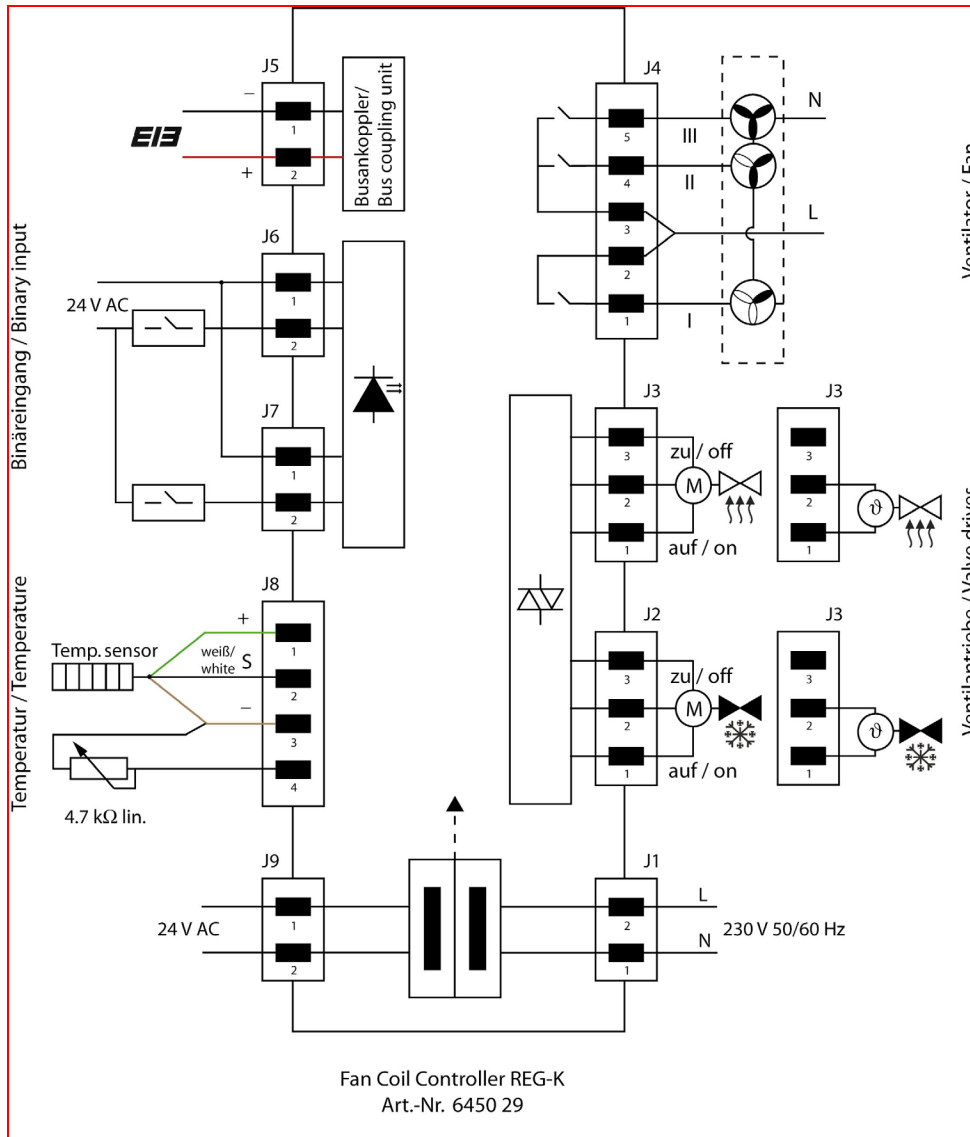 J5
–
1
EIB
+
2
Busankoppler/
Bus coupling unit
Binäreingang / Binary input
J6
1
24 V AC
2
J7
1
2
Temperatur / Temperature
J8
+
1
Temp. sensor
weiß/
white S
2
–
3
4
4.7 kΩ lin.
J9
1
24 V AC
2
J4
5
III
N
4
II
3
L
2
1
I
Ventilator / Fan
J3
3
zu / off
2
M
1
auf / on
J3
3
2
ϑ
1
Ventilantriebe / Valve drives
J2
3
zu / off
2
M
1
auf / on
J3
3
2
ϑ
1
J1
L
2
230 V 50/60 Hz
N
1
Fan Coil Controller REG-K
Art.-Nr. 6450 29